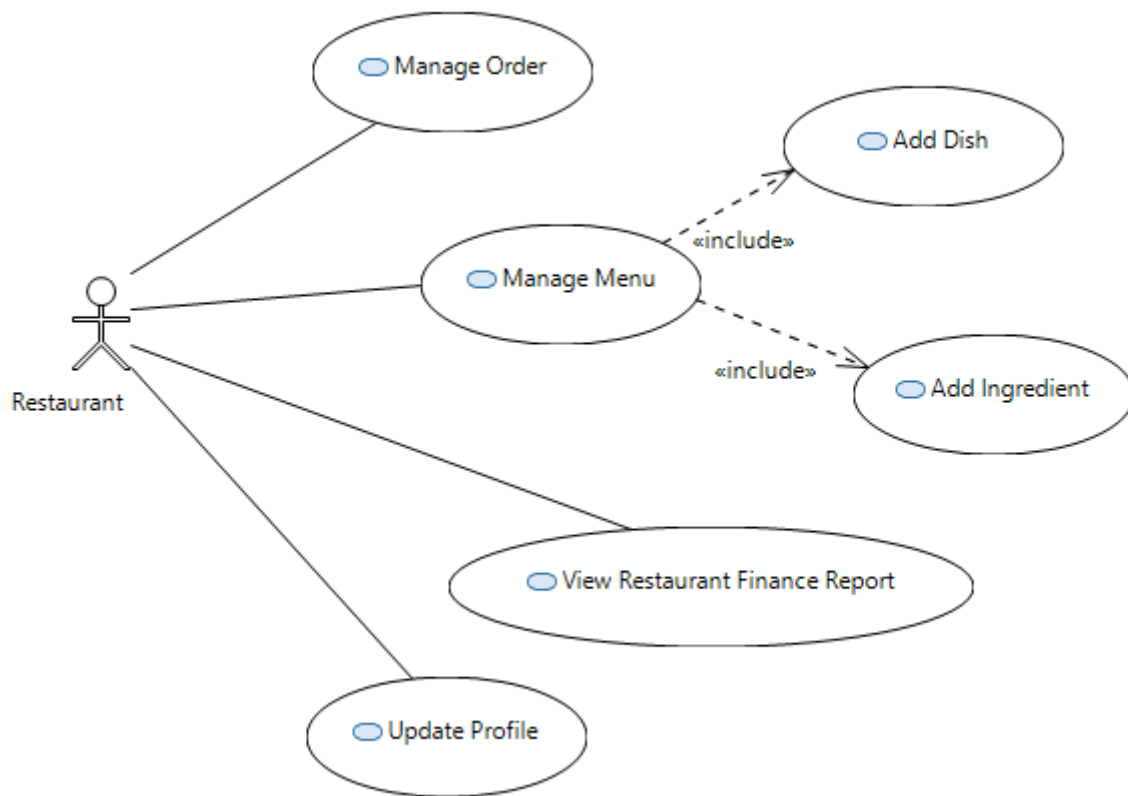 Manage Order
Add Dish
«include»
Manage Menu
«include»
Add Ingredient
Restaurant
View Restaurant Finance Report
Update Profile